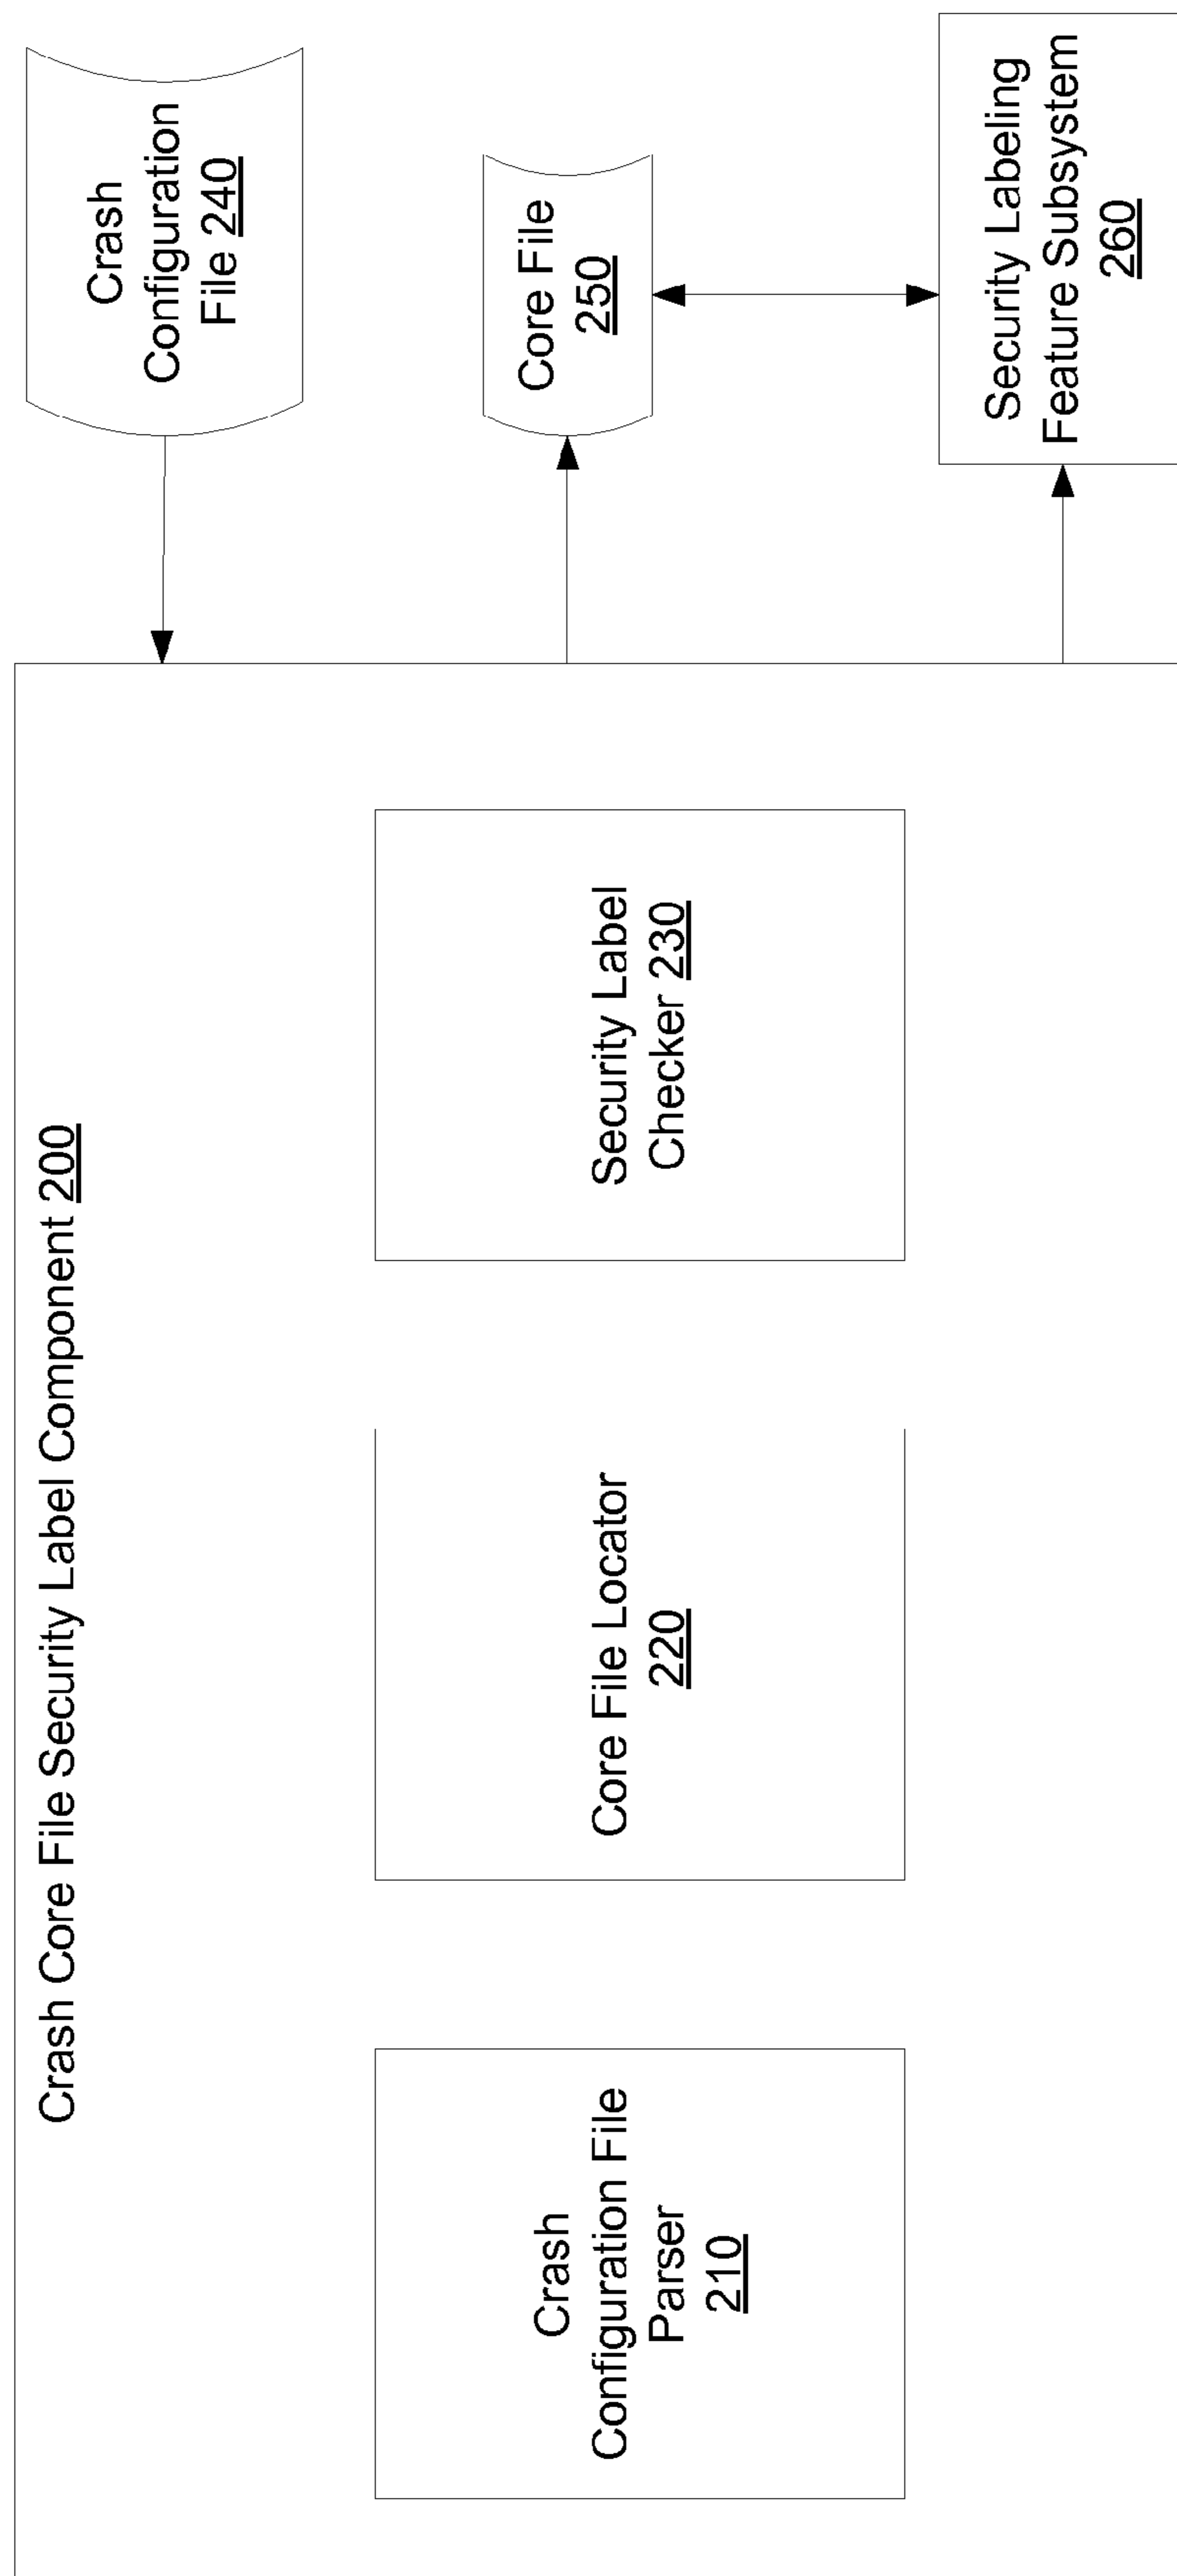 Crash Core File Security Label Component 200
Crash
Configuration File
Parser
210
Core File Locator
220
Security Label
Checker 230
Crash
Configuration
File 240
Core File
250
Security Labeling
Feature Subsystem
260